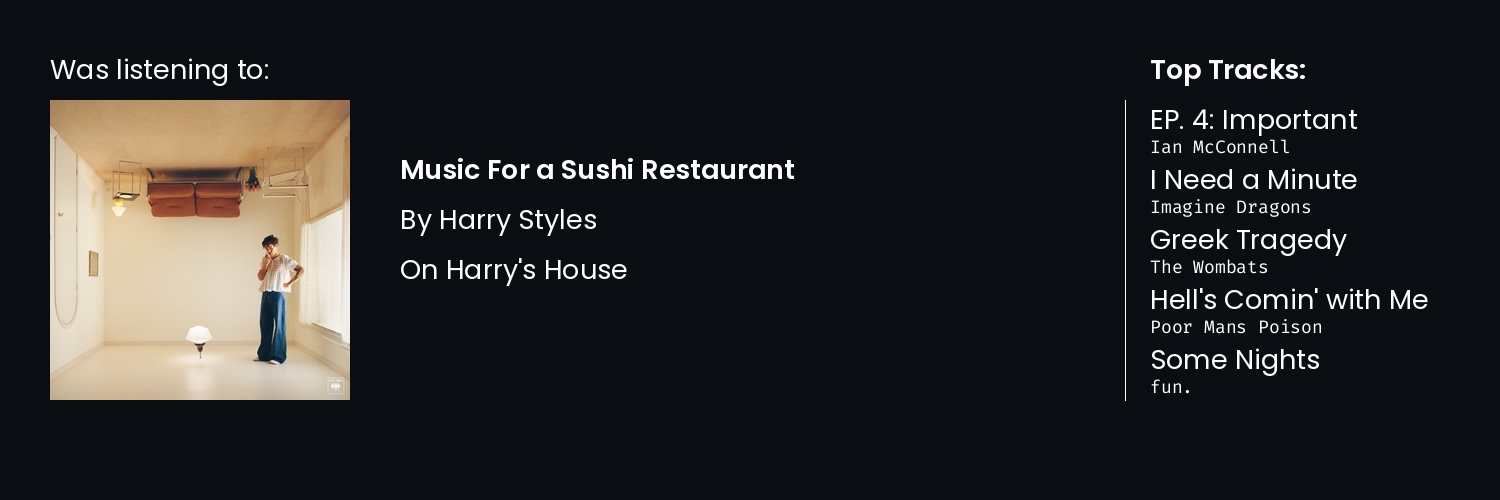 Was listening to:
Music For a Sushi Restaurant
By Harry Styles
On Harry's House
Top Tracks:
EP. 4: Important
Ian McConnell
I Need a Minute
Imagine Dragons
Greek Tragedy
The Wombats
Hell's Comin' with Me
Poor Mans Poison
Some Nights
fun.